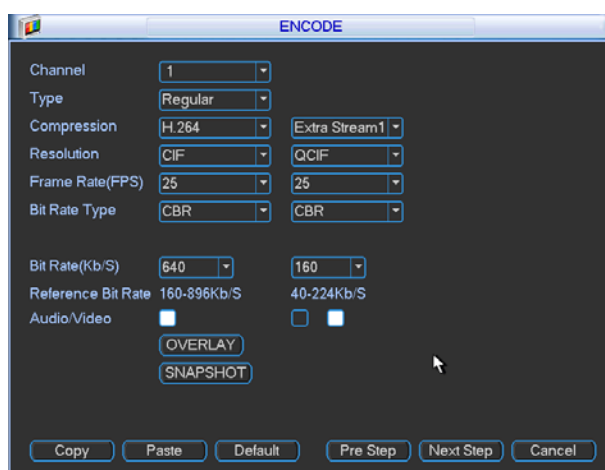 ENCODE
Channel 1
Type Regular
Compression H.264 Extra Stream1
Resolution CIF QCIF
Frame Rate(FPS) 25 25
Bit Rate Type CBR CBR
Bit Rate(Kb/S) 640 160
Reference Bit Rate 160-896Kb/S 40-224Kb/S
Audio/Video
OVERLAY
SNAPSHOT
Copy Paste Default Pre Step Next Step Cancel